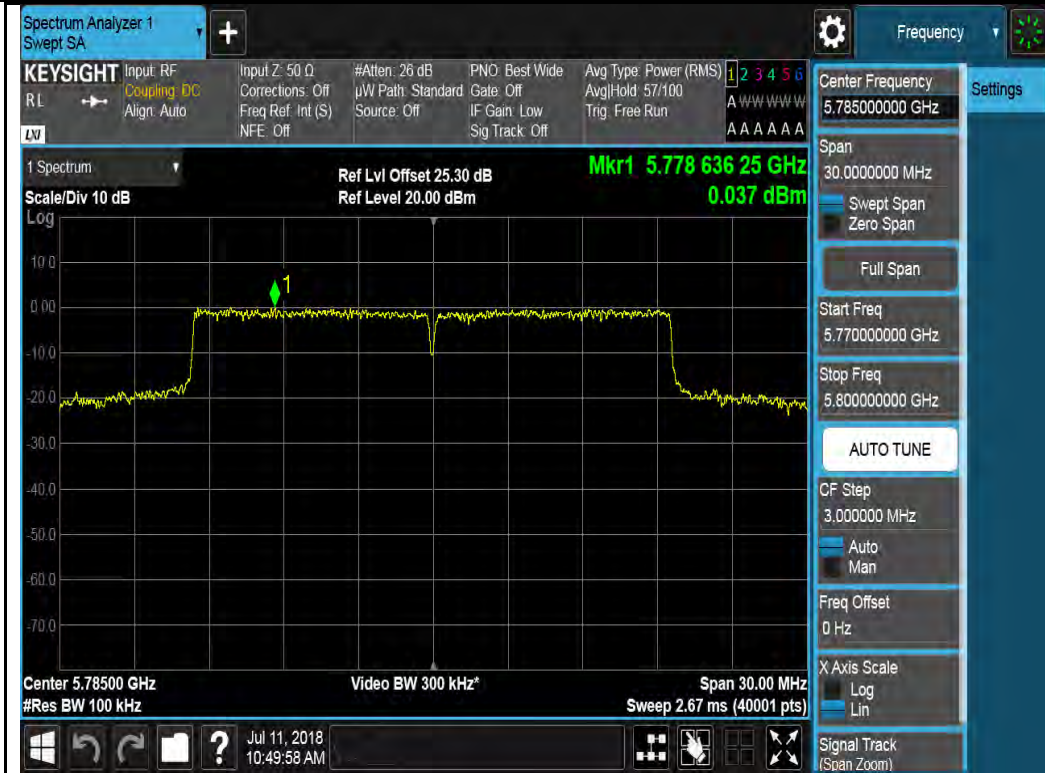 Spectrum Analyzer 1
Swept SA
+
Frequency
KEYSIGHT
RL
LXI
Input: RF
Coupling: DC
Align: Auto
Input Z: 50 Ω
Corrections: Off
Freq Ref: Int (S)
NFE: Off
#Atten: 26 dB
µW Path: Standard
Source: Off
PNO: Best Wide
Gate: Off
IF Gain: Low
Sig Track: Off
Avg Type: Power (RMS)
Avg|Hold: 57/100
Trig: Free Run
1 2 3 4 5 6
A W W W W W
A A A A A A
1 Spectrum
Scale/Div 10 dB
Ref Lvl Offset 25.30 dB
Ref Level 20.00 dBm
Mkr1 5.778 636 25 GHz
0.037 dBm
Log
10.0
0.00
-10.0
-20.0
-30.0
-40.0
-50.0
-60.0
-70.0
1
Center 5.78500 GHz
#Res BW 100 kHz
Video BW 300 kHz*
Span 30.00 MHz
Sweep 2.67 ms (40001 pts)
?
Jul 11, 2018
10:49:58 AM
Center Frequency
5.785000000 GHz
Span
30.0000000 MHz
Swept Span
Zero Span
Full Span
Start Freq
5.770000000 GHz
Stop Freq
5.800000000 GHz
AUTO TUNE
CF Step
3.000000 MHz
Auto
Man
Freq Offset
0 Hz
X Axis Scale
Log
Lin
Signal Track
(Span Zoom)
Settings